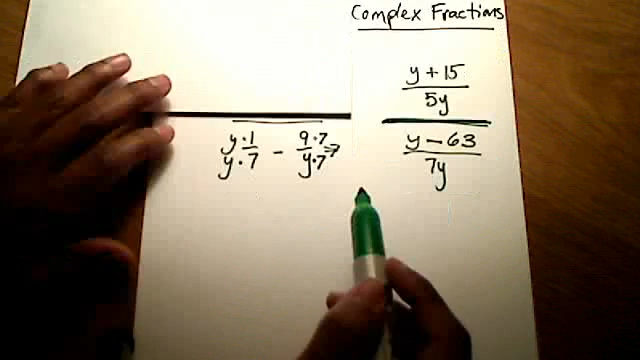 Complex Fractions
y + 15
5y
y · 1 / y · 7 - 9 · 7 / y · 7 ⇒
y - 63
7y